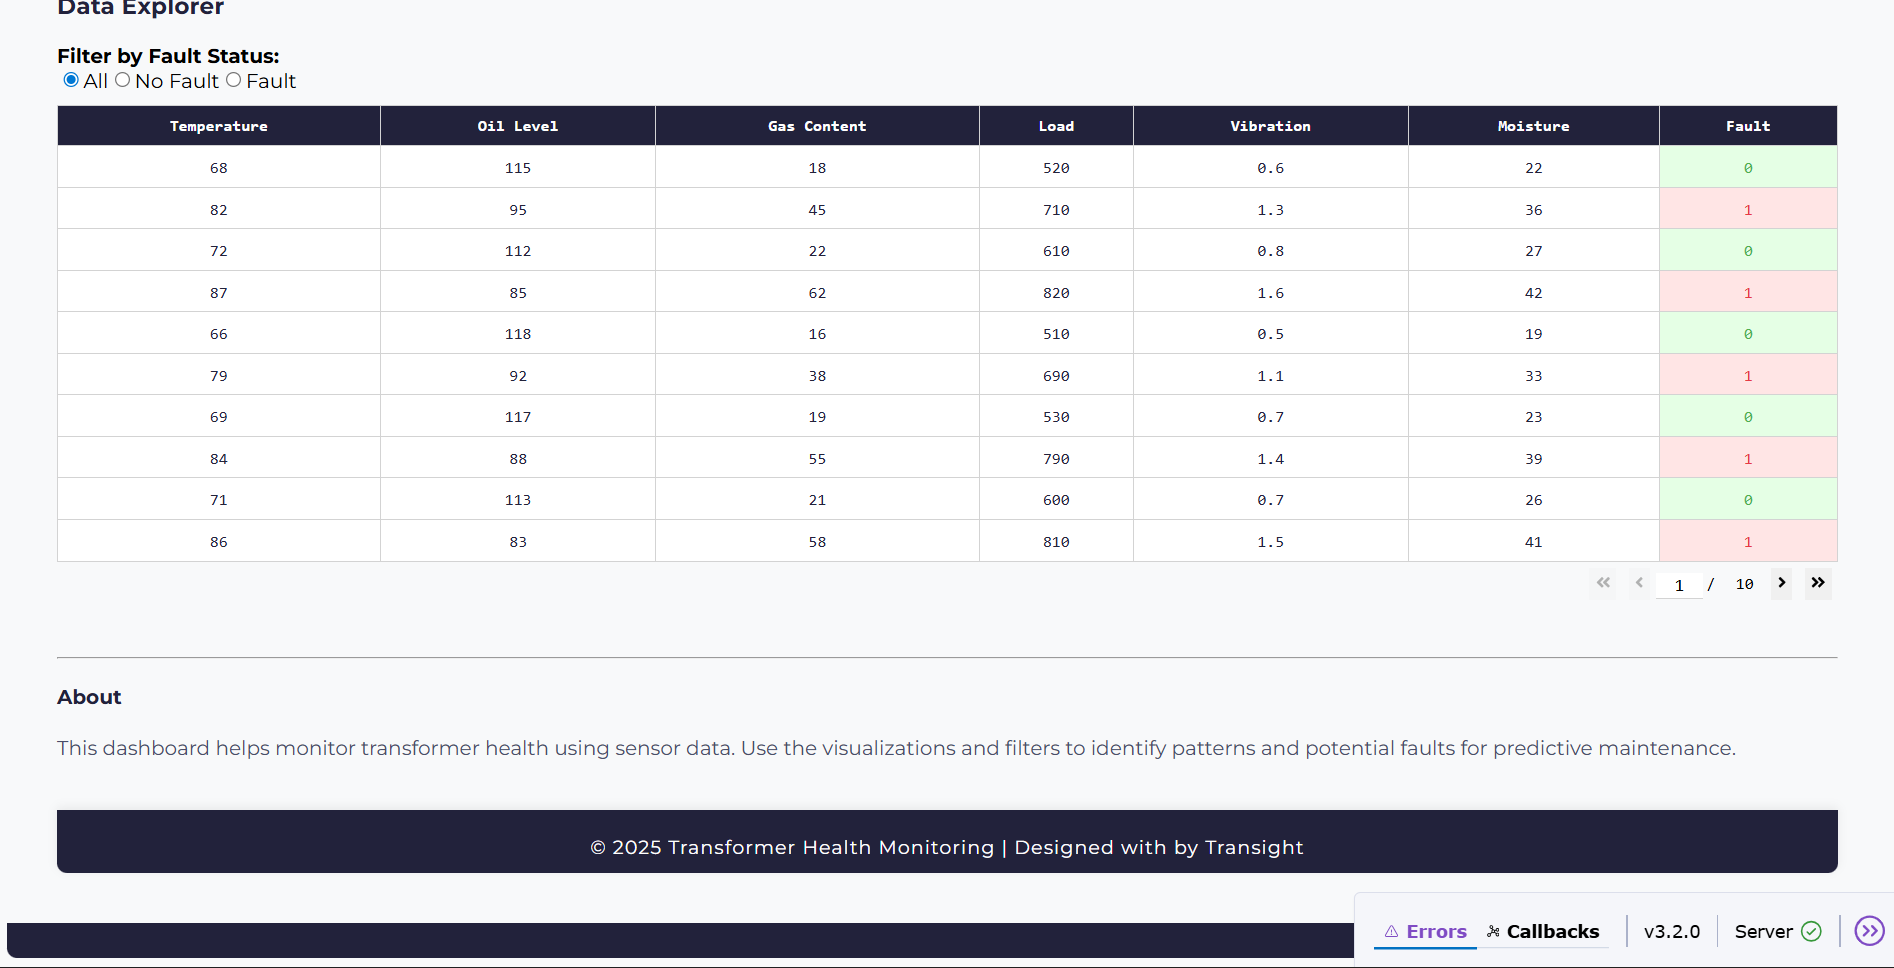 Data Explorer
Filter by Fault Status:
All No Fault Fault
Temperature Oil Level Gas Content Load Vibration Moisture Fault
68 115 18 520 0.6 22 0
82 95 45 710 1.3 36 1
72 112 22 610 0.8 27 0
87 85 62 820 1.6 42 1
66 118 16 510 0.5 19 0
79 92 38 690 1.1 33 1
69 117 19 530 0.7 23 0
84 88 55 790 1.4 39 1
71 113 21 600 0.7 26 0
86 83 58 810 1.5 41 1
1 / 10
About
This dashboard helps monitor transformer health using sensor data. Use the visualizations and filters to identify patterns and potential faults for predictive maintenance.
© 2025 Transformer Health Monitoring | Designed with by Transight
Errors Callbacks v3.2.0 Server